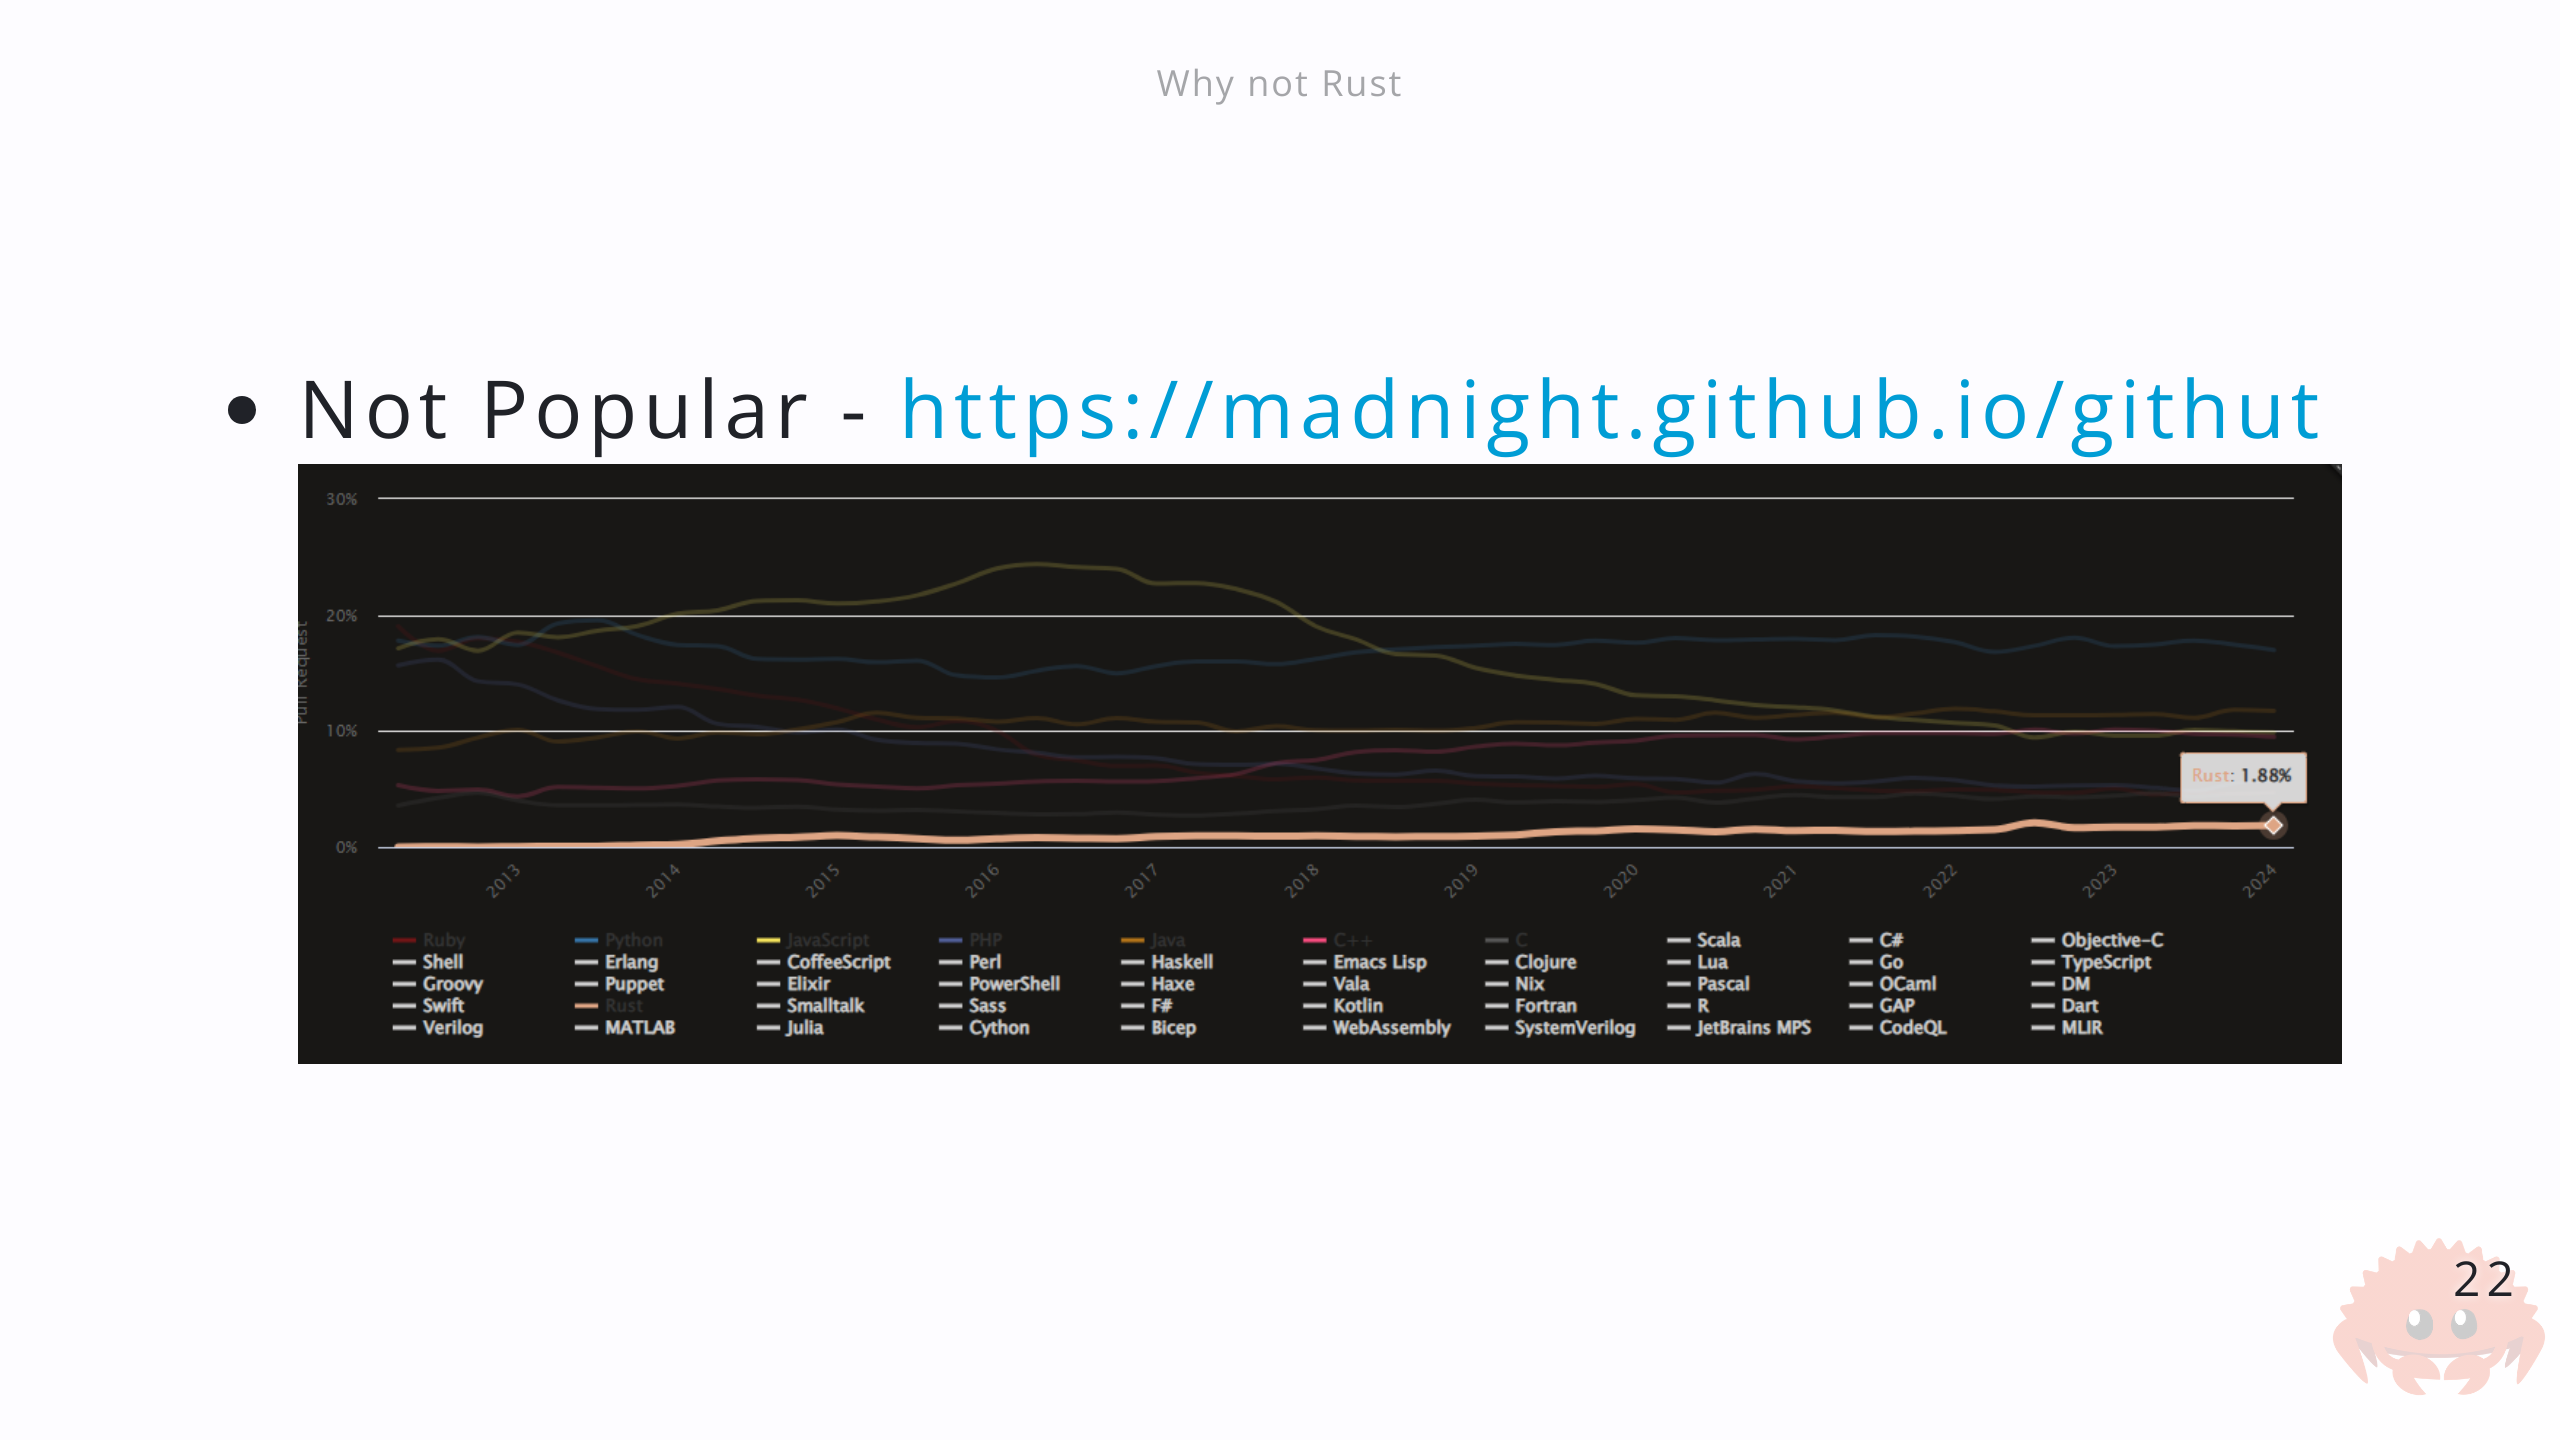 Why not Rust
• Not Popular - https://madnight.github.io/githut
30%
20%
Pull Request
10%
Rust: 1.88%
0%
2013 2014 2015 2016 2017 2018 2019 2020 2021 2022 2023 2024
Ruby Python JavaScript PHP Java C++ C Scala C# Objective-C
Shell Erlang CoffeeScript Perl Haskell Emacs Lisp Clojure Lua Go TypeScript
Groovy Puppet Elixir PowerShell Haxe Vala Nix Pascal OCaml DM
Swift Rust Smalltalk Sass F# Kotlin Fortran R GAP Dart
Verilog MATLAB Julia Cython Bicep WebAssembly SystemVerilog JetBrains MPS CodeQL MLIR
22